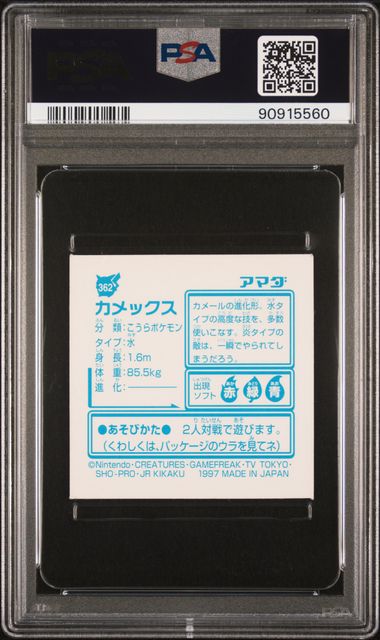 PSA
PSA
90915560
362
アマダ
カメックス
分類:こうらポケモン
タイプ:水
身長:1.6m
体重:85.5kg
進化:――
カメールの進化形。水タ
イプの高度な技を、多数
使いこなす。炎タイプの
敵は、一瞬でやられてし
まうだろう。
出現
ソフト
赤 緑 青
●あそびかた● 2人対戦で遊びます。
(くわしくは、パッケージのウラを見てネ)
©Nintendo・CREATURES・GAMEFREAK・TV TOKYO・
SHO-PRO・JR KIKAKU 1997 MADE IN JAPAN